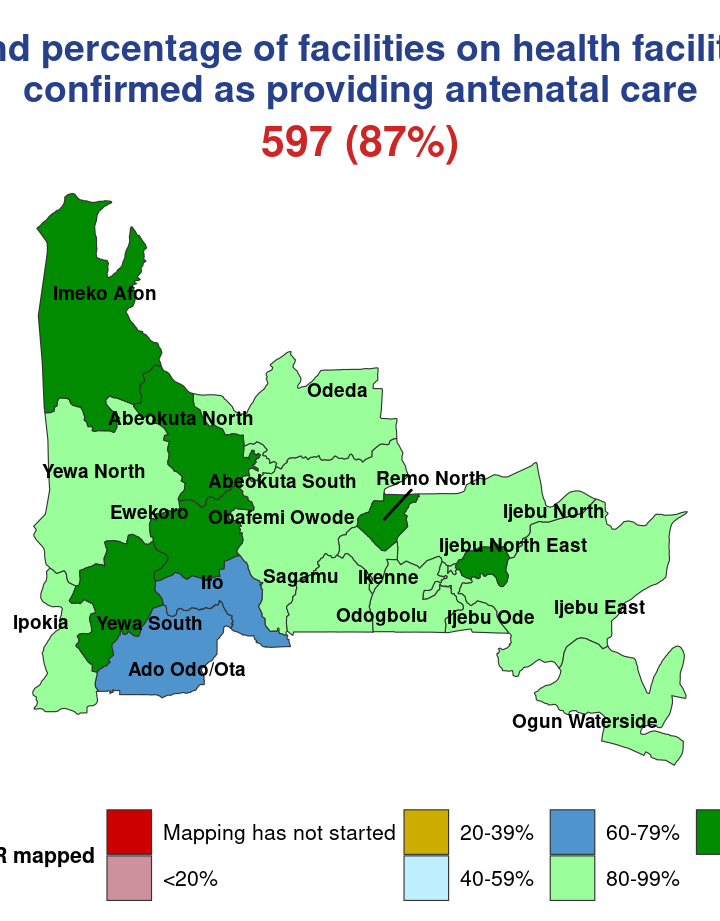 nd percentage of facilities on health facilit
confirmed as providing antenatal care
597 (87%)
Imeko Afon
Odeda
Abeokuta North
Yewa North
Abeokuta South
Remo North
Ewekoro
Obafemi Owode
Ijebu North
Ijebu North East
Ifo
Sagamu
Ikenne
Ipokia
Yewa South
Odogbolu
Ijebu Ode
Ijebu East
Ado Odo/Ota
Ogun Waterside
R mapped
Mapping has not started
20-39%
60-79%
<20%
40-59%
80-99%